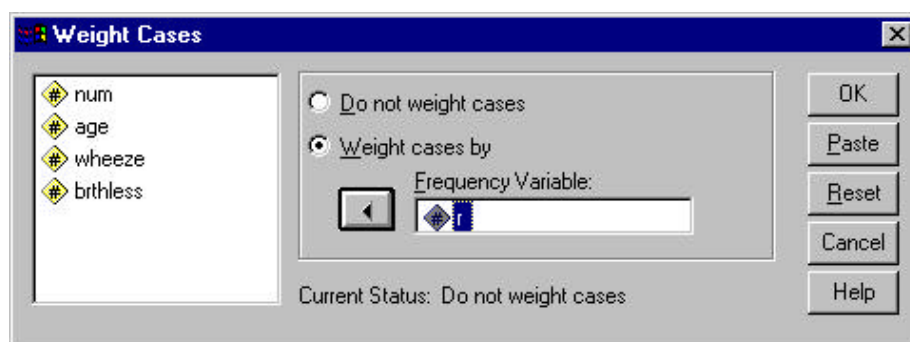 Weight Cases
num
age
wheeze
brthless
Do not weight cases
Weight cases by
Frequency Variable:
r
Current Status: Do not weight cases
OK
Paste
Reset
Cancel
Help